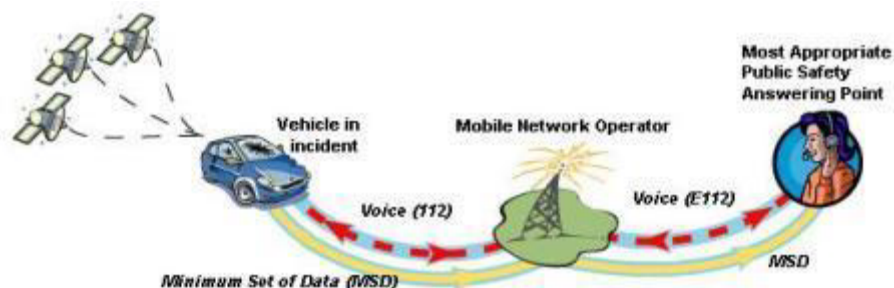 Most Appropriate
Public Safety
Answering Point
Vehicle in
incident
Mobile Network Operator
Voice (112)
Voice (E112)
Minimum Set of Data (MSD)
MSD